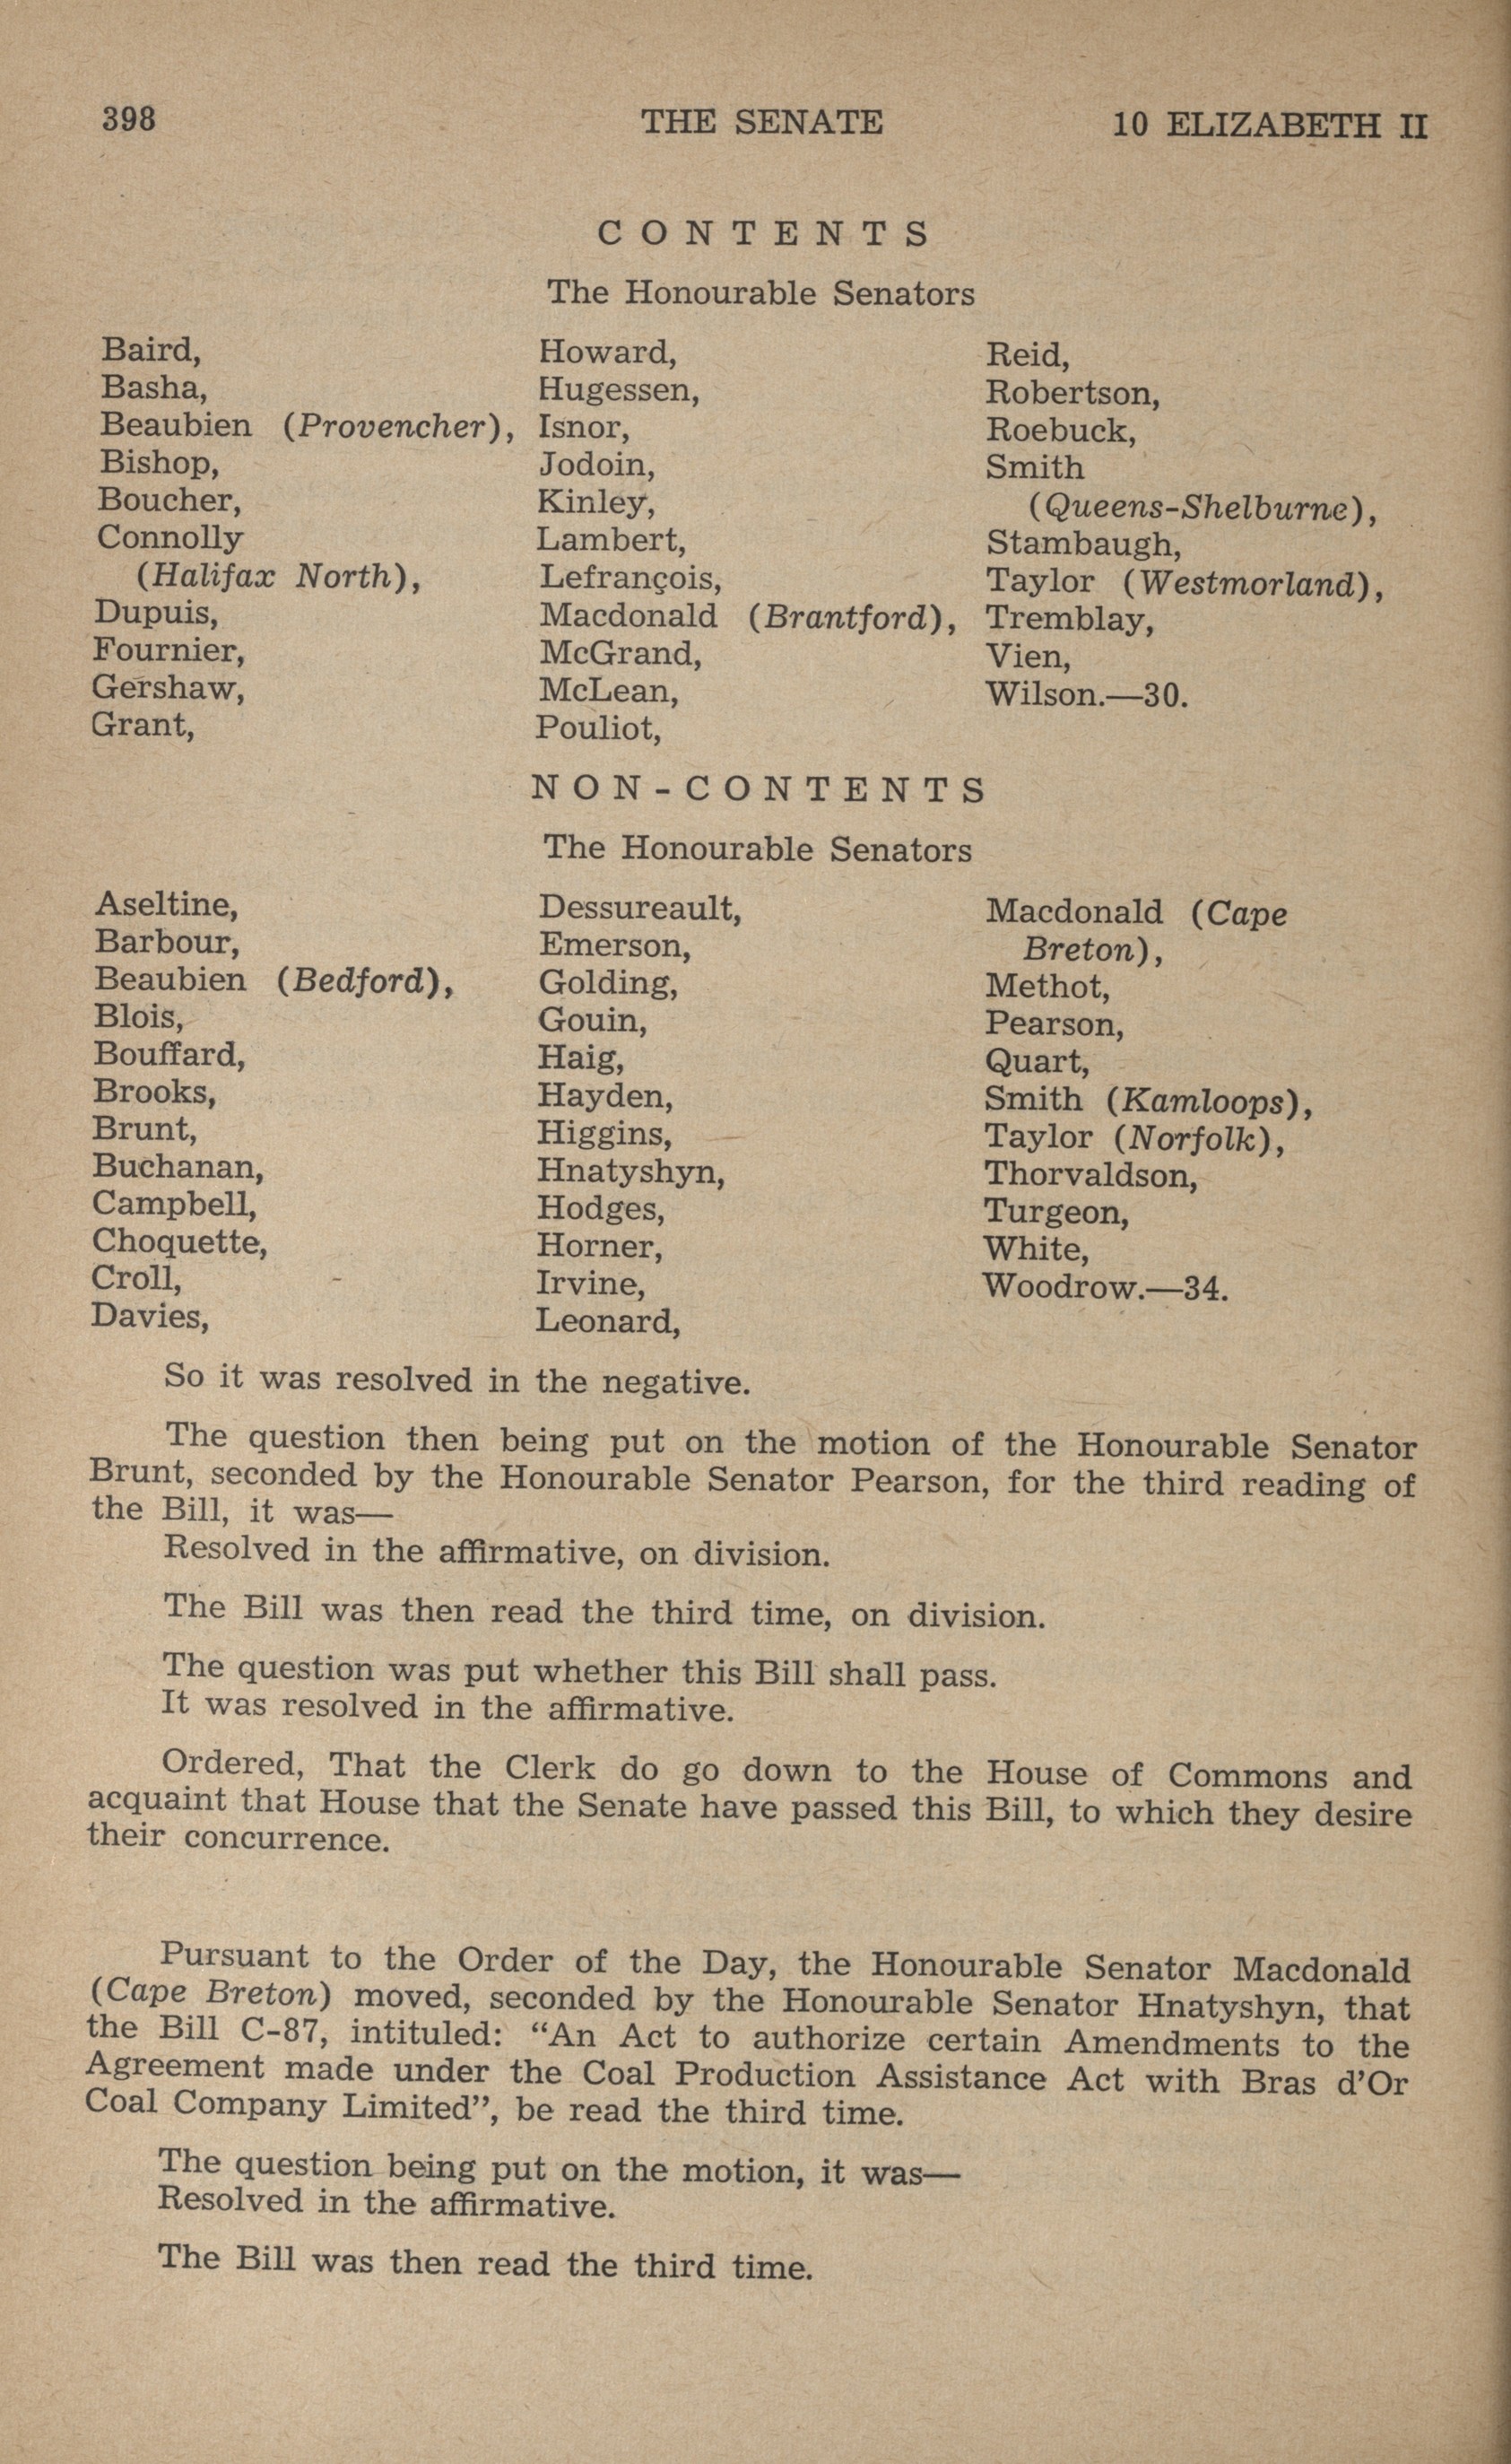 398 THE SENATE 10 ELIZABETH II
CONTENTS
The Honourable Senators
Baird,
Basha,
Beaubien (Provencher),
Bishop,
Boucher,
Connolly
(Halifax North),
Dupuis,
Fournier,
Gershaw,
Grant,
Howard,
Hugessen,
Isnor,
Jodoin,
Kinley,
Lambert,
Lefrançois,
Macdonald (Brantford),
McGrand,
McLean,
Pouliot,
Reid,
Robertson,
Roebuck,
Smith
(Queens-Shelburne),
Stambaugh,
Taylor (Westmorland),
Tremblay,
Vien,
Wilson.—30.
NON-CONTENTS
The Honourable Senators
Aseltine,
Barbour,
Beaubien (Bedford),
Blois,
Bouffard,
Brooks,
Brunt,
Buchanan,
Campbell,
Choquette,
Croll,
Davies,
Dessureault,
Emerson,
Golding,
Gouin,
Haig,
Hayden,
Higgins,
Hnatyshyn,
Hodges,
Horner,
Irvine,
Leonard,
Macdonald (Cape
Breton),
Methot,
Pearson,
Quart,
Smith (Kamloops),
Taylor (Norfolk),
Thorvaldson,
Turgeon,
White,
Woodrow.—34.
So it was resolved in the negative.
The question then being put on the motion of the Honourable Senator
Brunt, seconded by the Honourable Senator Pearson, for the third reading of
the Bill, it was—
Resolved in the affirmative, on division.
The Bill was then read the third time, on division.
The question was put whether this Bill shall pass.
It was resolved in the affirmative.
Ordered, That the Clerk do go down to the House of Commons and
acquaint that House that the Senate have passed this Bill, to which they desire
their concurrence.
Pursuant to the Order of the Day, the Honourable Senator Macdonald
(Cape Breton) moved, seconded by the Honourable Senator Hnatyshyn, that
the Bill C-87, intituled: “An Act to authorize certain Amendments to the
Agreement made under the Coal Production Assistance Act with Bras d’Or
Coal Company Limited”, be read the third time.
The question being put on the motion, it was—
Resolved in the affirmative.
The Bill was then read the third time.